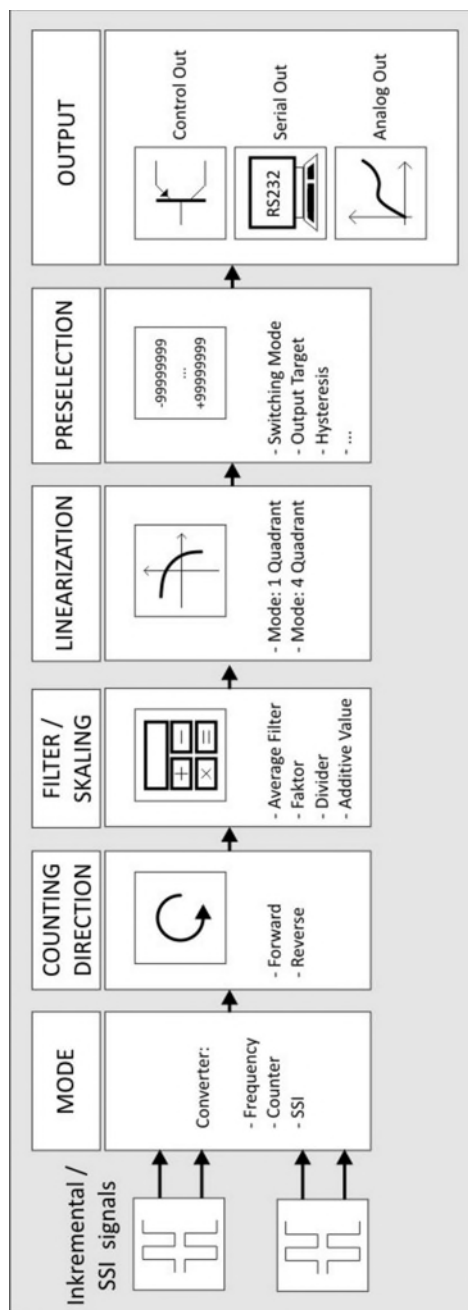 Inkremental /
SSI signals
MODE
Converter:
- Frequency
- Counter
- SSI
COUNTING
DIRECTION
- Forward
- Reverse
FILTER /
SKALING
+ −
× =
- Average Filter
- Faktor
- Divider
- Additive Value
LINEARIZATION
- Mode: 1 Quadrant
- Mode: 4 Quadrant
PRESELECTION
-99999999
...
+99999999
- Switching Mode
- Output Target
- Hysteresis
- ...
OUTPUT
Control Out
RS232
Serial Out
Analog Out